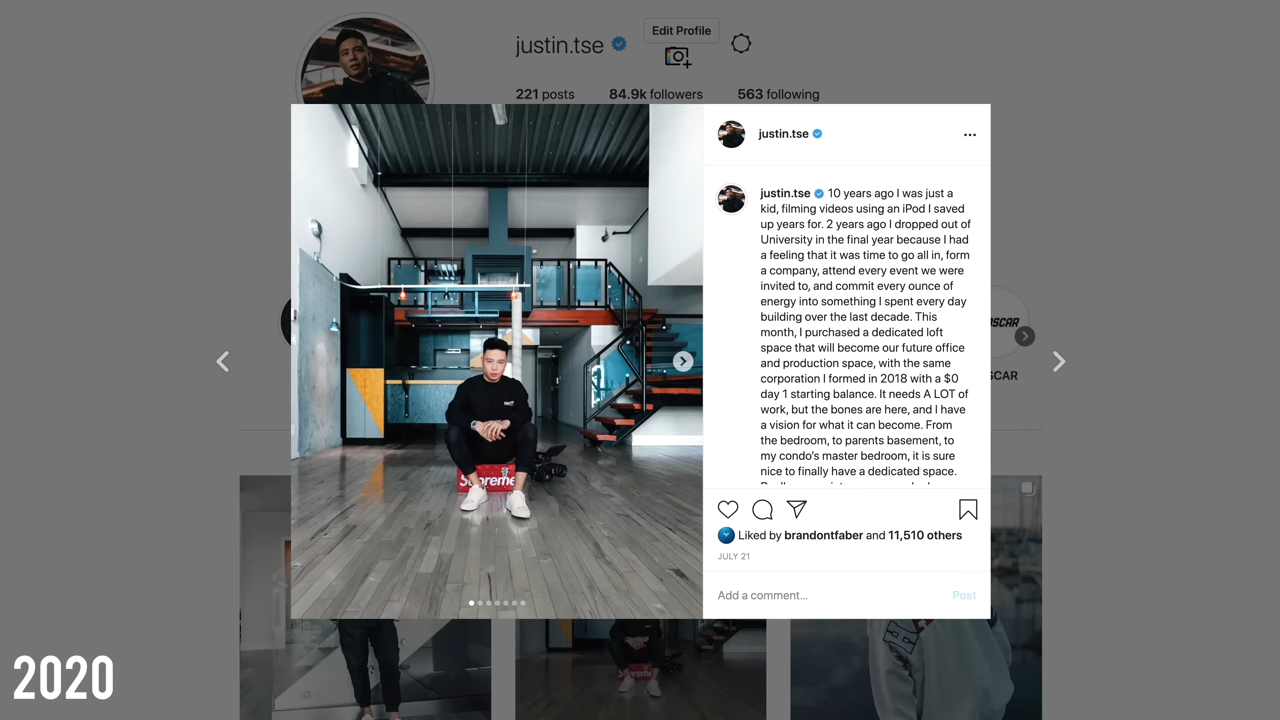 justin.tse
Edit Profile
221 posts
84.9k followers
563 following
justin.tse
justin.tse 10 years ago I was just a
kid, filming videos using an iPod I saved
up years for. 2 years ago I dropped out of
University in the final year because I had
a feeling that it was time to go all in, form
a company, attend every event we were
invited to, and commit every ounce of
energy into something I spent every day
building over the last decade. This
month, I purchased a dedicated loft
space that will become our future office
and production space, with the same
corporation I formed in 2018 with a $0
day 1 starting balance. It needs A LOT of
work, but the bones are here, and I have
a vision for what it can become. From
the bedroom, to parents basement, to
my condo's master bedroom, it is sure
nice to finally have a dedicated space.
Liked by brandontfaber and 11,510 others
JULY 21
Add a comment...
Post
Supreme
SCAR
Supreme
2020